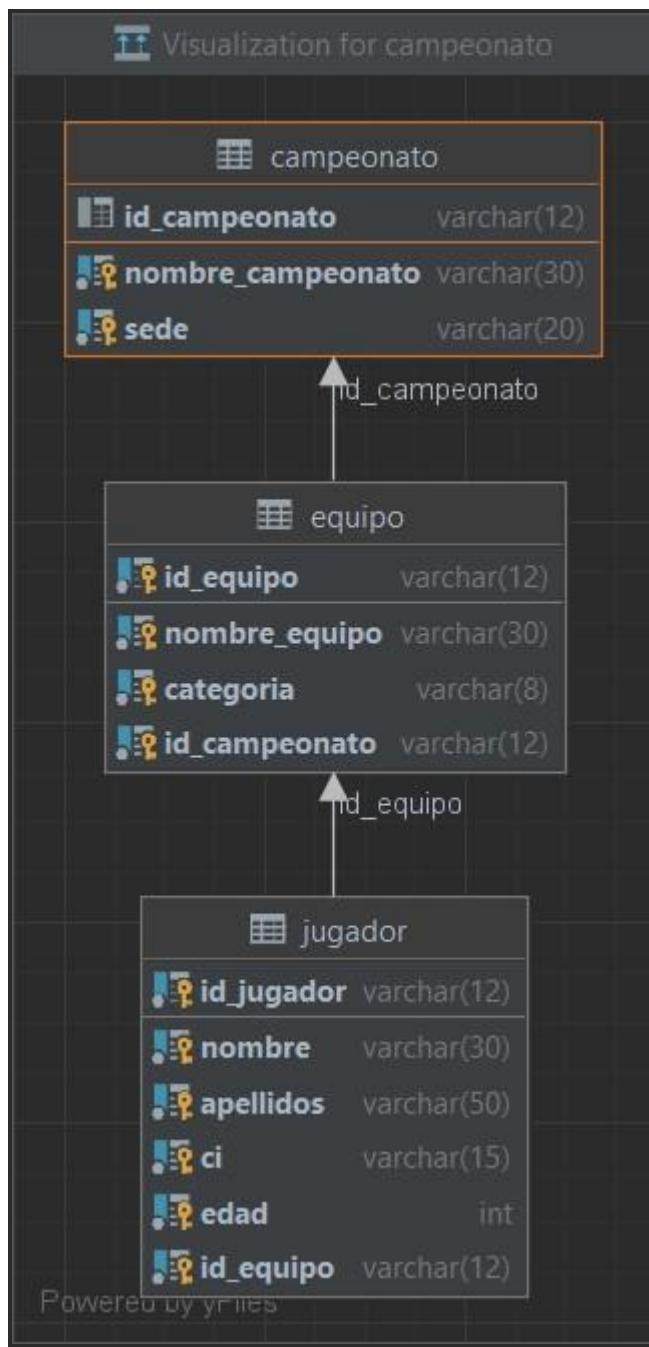 Visualization for campeonato
campeonato
id_campeonato varchar(12)
nombre_campeonato varchar(30)
sede varchar(20)
id_campeonato
equipo
id_equipo varchar(12)
nombre_equipo varchar(30)
categoria varchar(8)
id_campeonato varchar(12)
id_equipo
jugador
id_jugador varchar(12)
nombre varchar(30)
apellidos varchar(50)
ci varchar(15)
edad int
id_equipo varchar(12)
Powered by yFiles